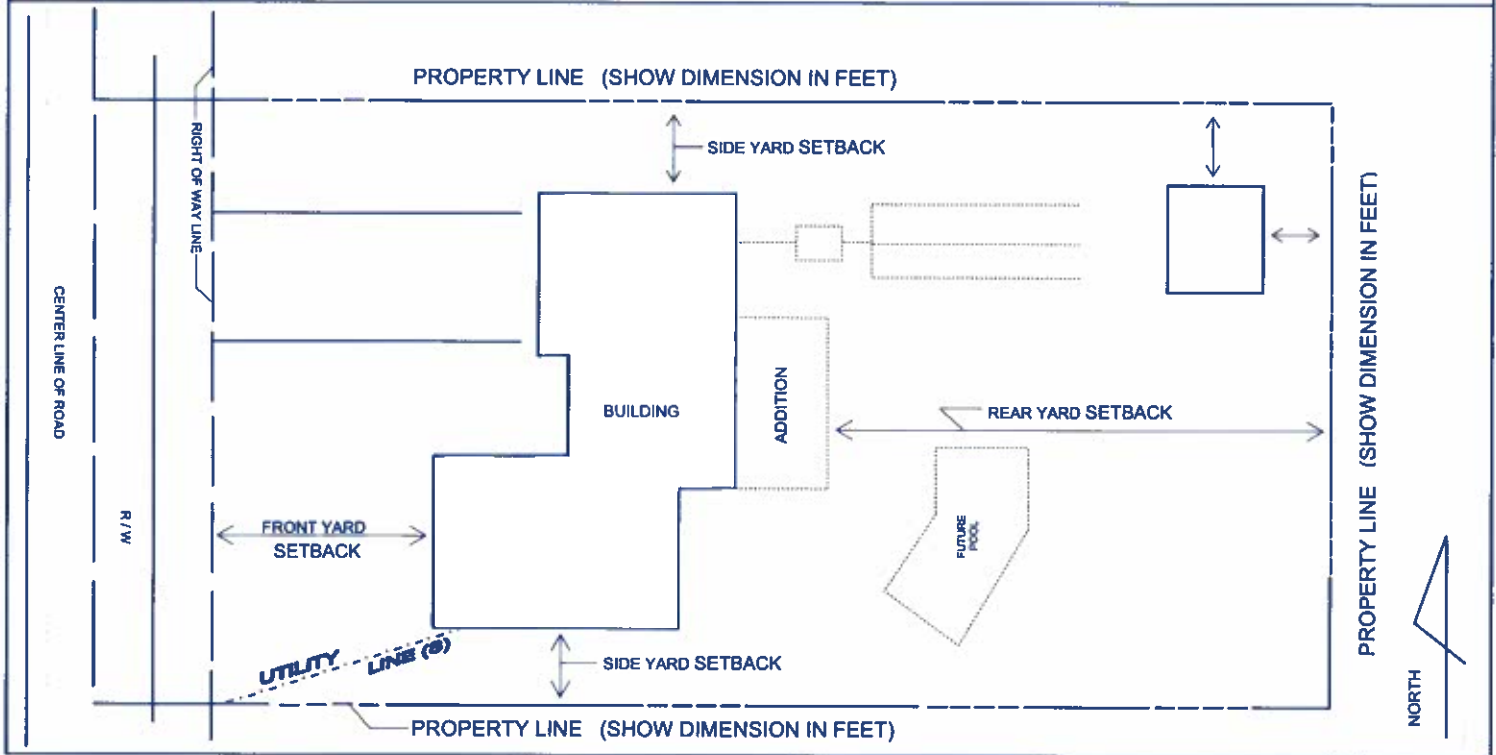 PROPERTY LINE (SHOW DIMENSION IN FEET)
RIGHT OF WAY LINE
SIDE YARD SETBACK
PROPERTY LINE (SHOW DIMENSION IN FEET)
CENTER LINE OF ROAD
BUILDING
ADDITION
REAR YARD SETBACK
R / W
FRONT YARD
SETBACK
FUTURE
POOL
UTILITY LINE (S)
SIDE YARD SETBACK
NORTH
PROPERTY LINE (SHOW DIMENSION IN FEET)